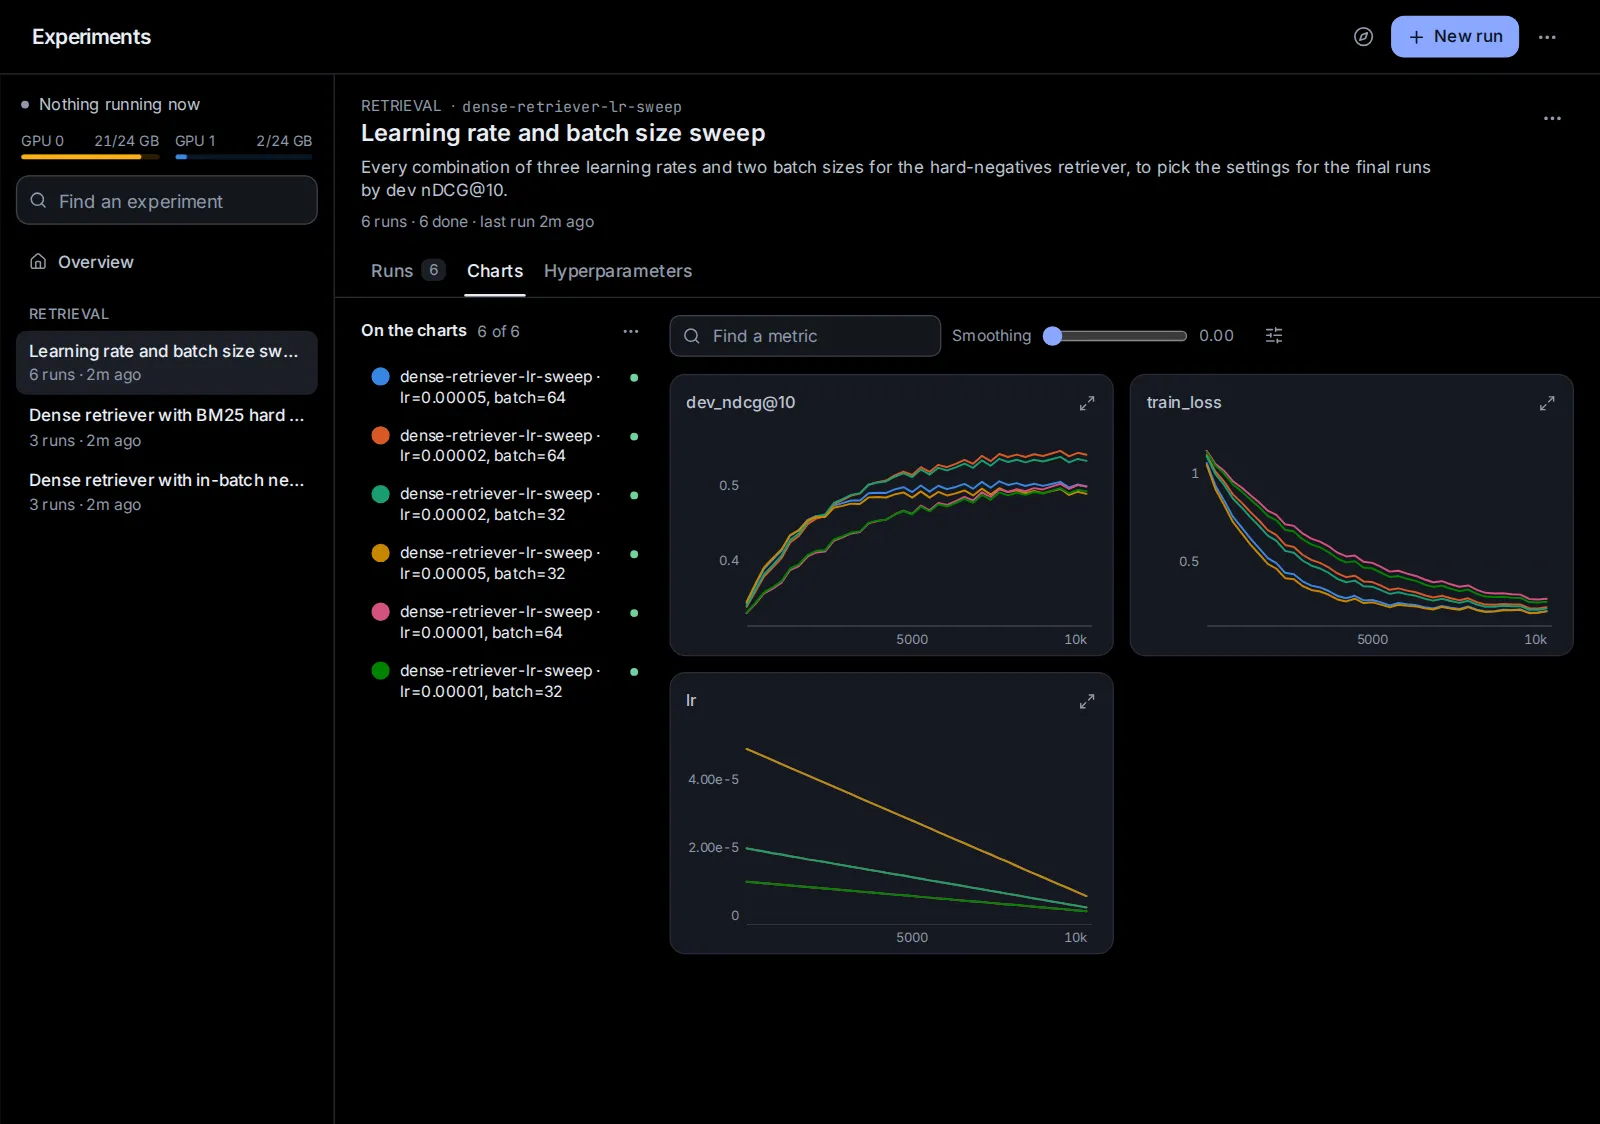 Experiments
New run
Nothing running now
GPU 0 21/24 GB GPU 1 2/24 GB
Find an experiment
Overview
RETRIEVAL
Learning rate and batch size sw…
6 runs · 2m ago
Dense retriever with BM25 hard …
3 runs · 2m ago
Dense retriever with in-batch ne…
3 runs · 2m ago
RETRIEVAL · dense-retriever-lr-sweep
Learning rate and batch size sweep
Every combination of three learning rates and two batch sizes for the hard-negatives retriever, to pick the settings for the final runs
by dev nDCG@10.
6 runs · 6 done · last run 2m ago
Runs 6 Charts Hyperparameters
On the charts 6 of 6
dense-retriever-lr-sweep ·
lr=0.00005, batch=64
dense-retriever-lr-sweep ·
lr=0.00002, batch=64
dense-retriever-lr-sweep ·
lr=0.00002, batch=32
dense-retriever-lr-sweep ·
lr=0.00005, batch=32
dense-retriever-lr-sweep ·
lr=0.00001, batch=64
dense-retriever-lr-sweep ·
lr=0.00001, batch=32
Find a metric
Smoothing 0.00
dev_ndcg@10
0.5
0.4
5000 10k
train_loss
1
0.5
5000 10k
lr
4.00e-5
2.00e-5
0
5000 10k